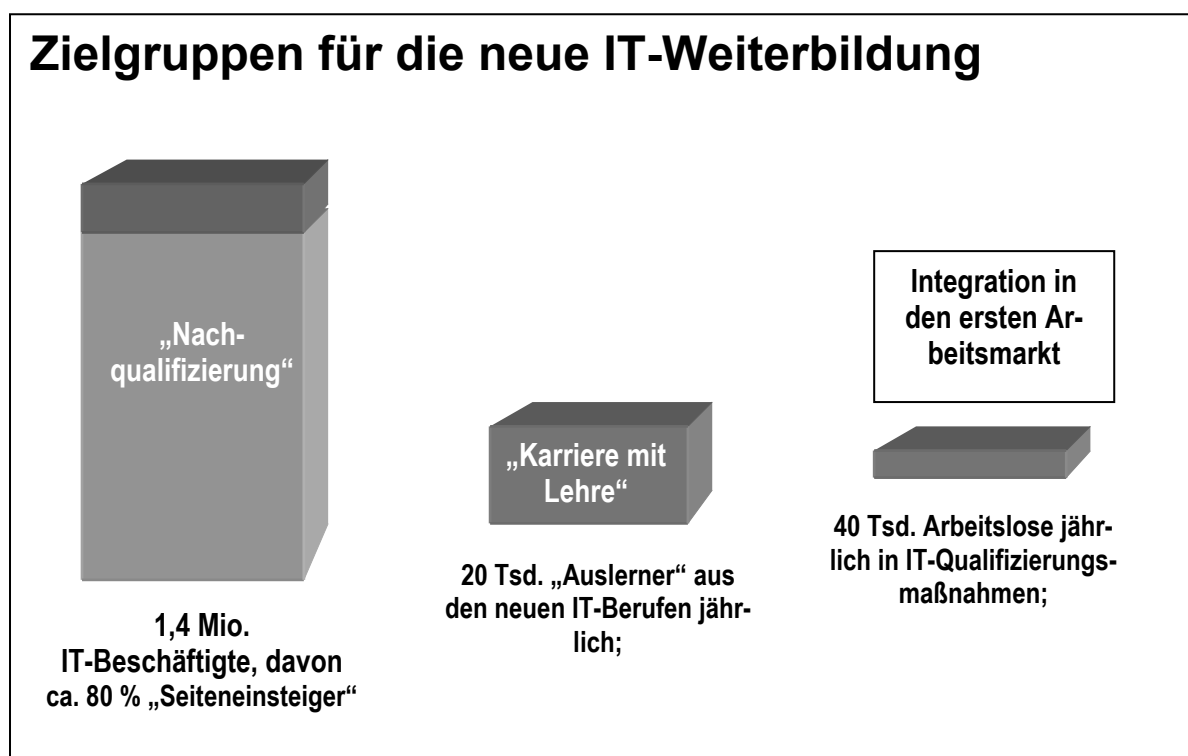 Zielgruppen für die neue IT-Weiterbildung
„Nach-
qualifizierung“
1,4 Mio.
IT-Beschäftigte, davon
ca. 80 % „Seiteneinsteiger“
„Karriere mit
Lehre“
20 Tsd. „Auslerner“ aus
den neuen IT-Berufen jähr-
lich;
Integration in
den ersten Ar-
beitsmarkt
40 Tsd. Arbeitslose jähr-
lich in IT-Qualifizierungs-
maßnahmen;